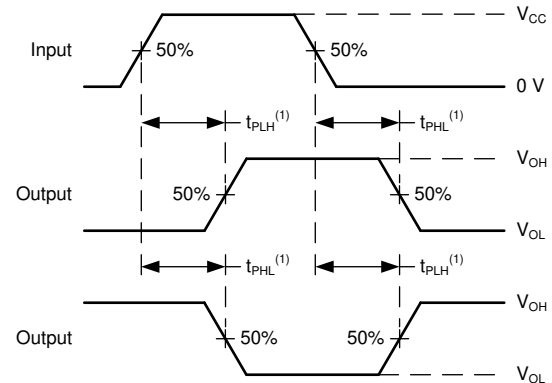 V_CC
Input 50% 50%
0 V
t_PLH^(1) t_PHL^(1)
V_OH
Output 50% 50%
V_OL
t_PHL^(1) t_PLH^(1)
V_OH
Output 50% 50%
V_OL